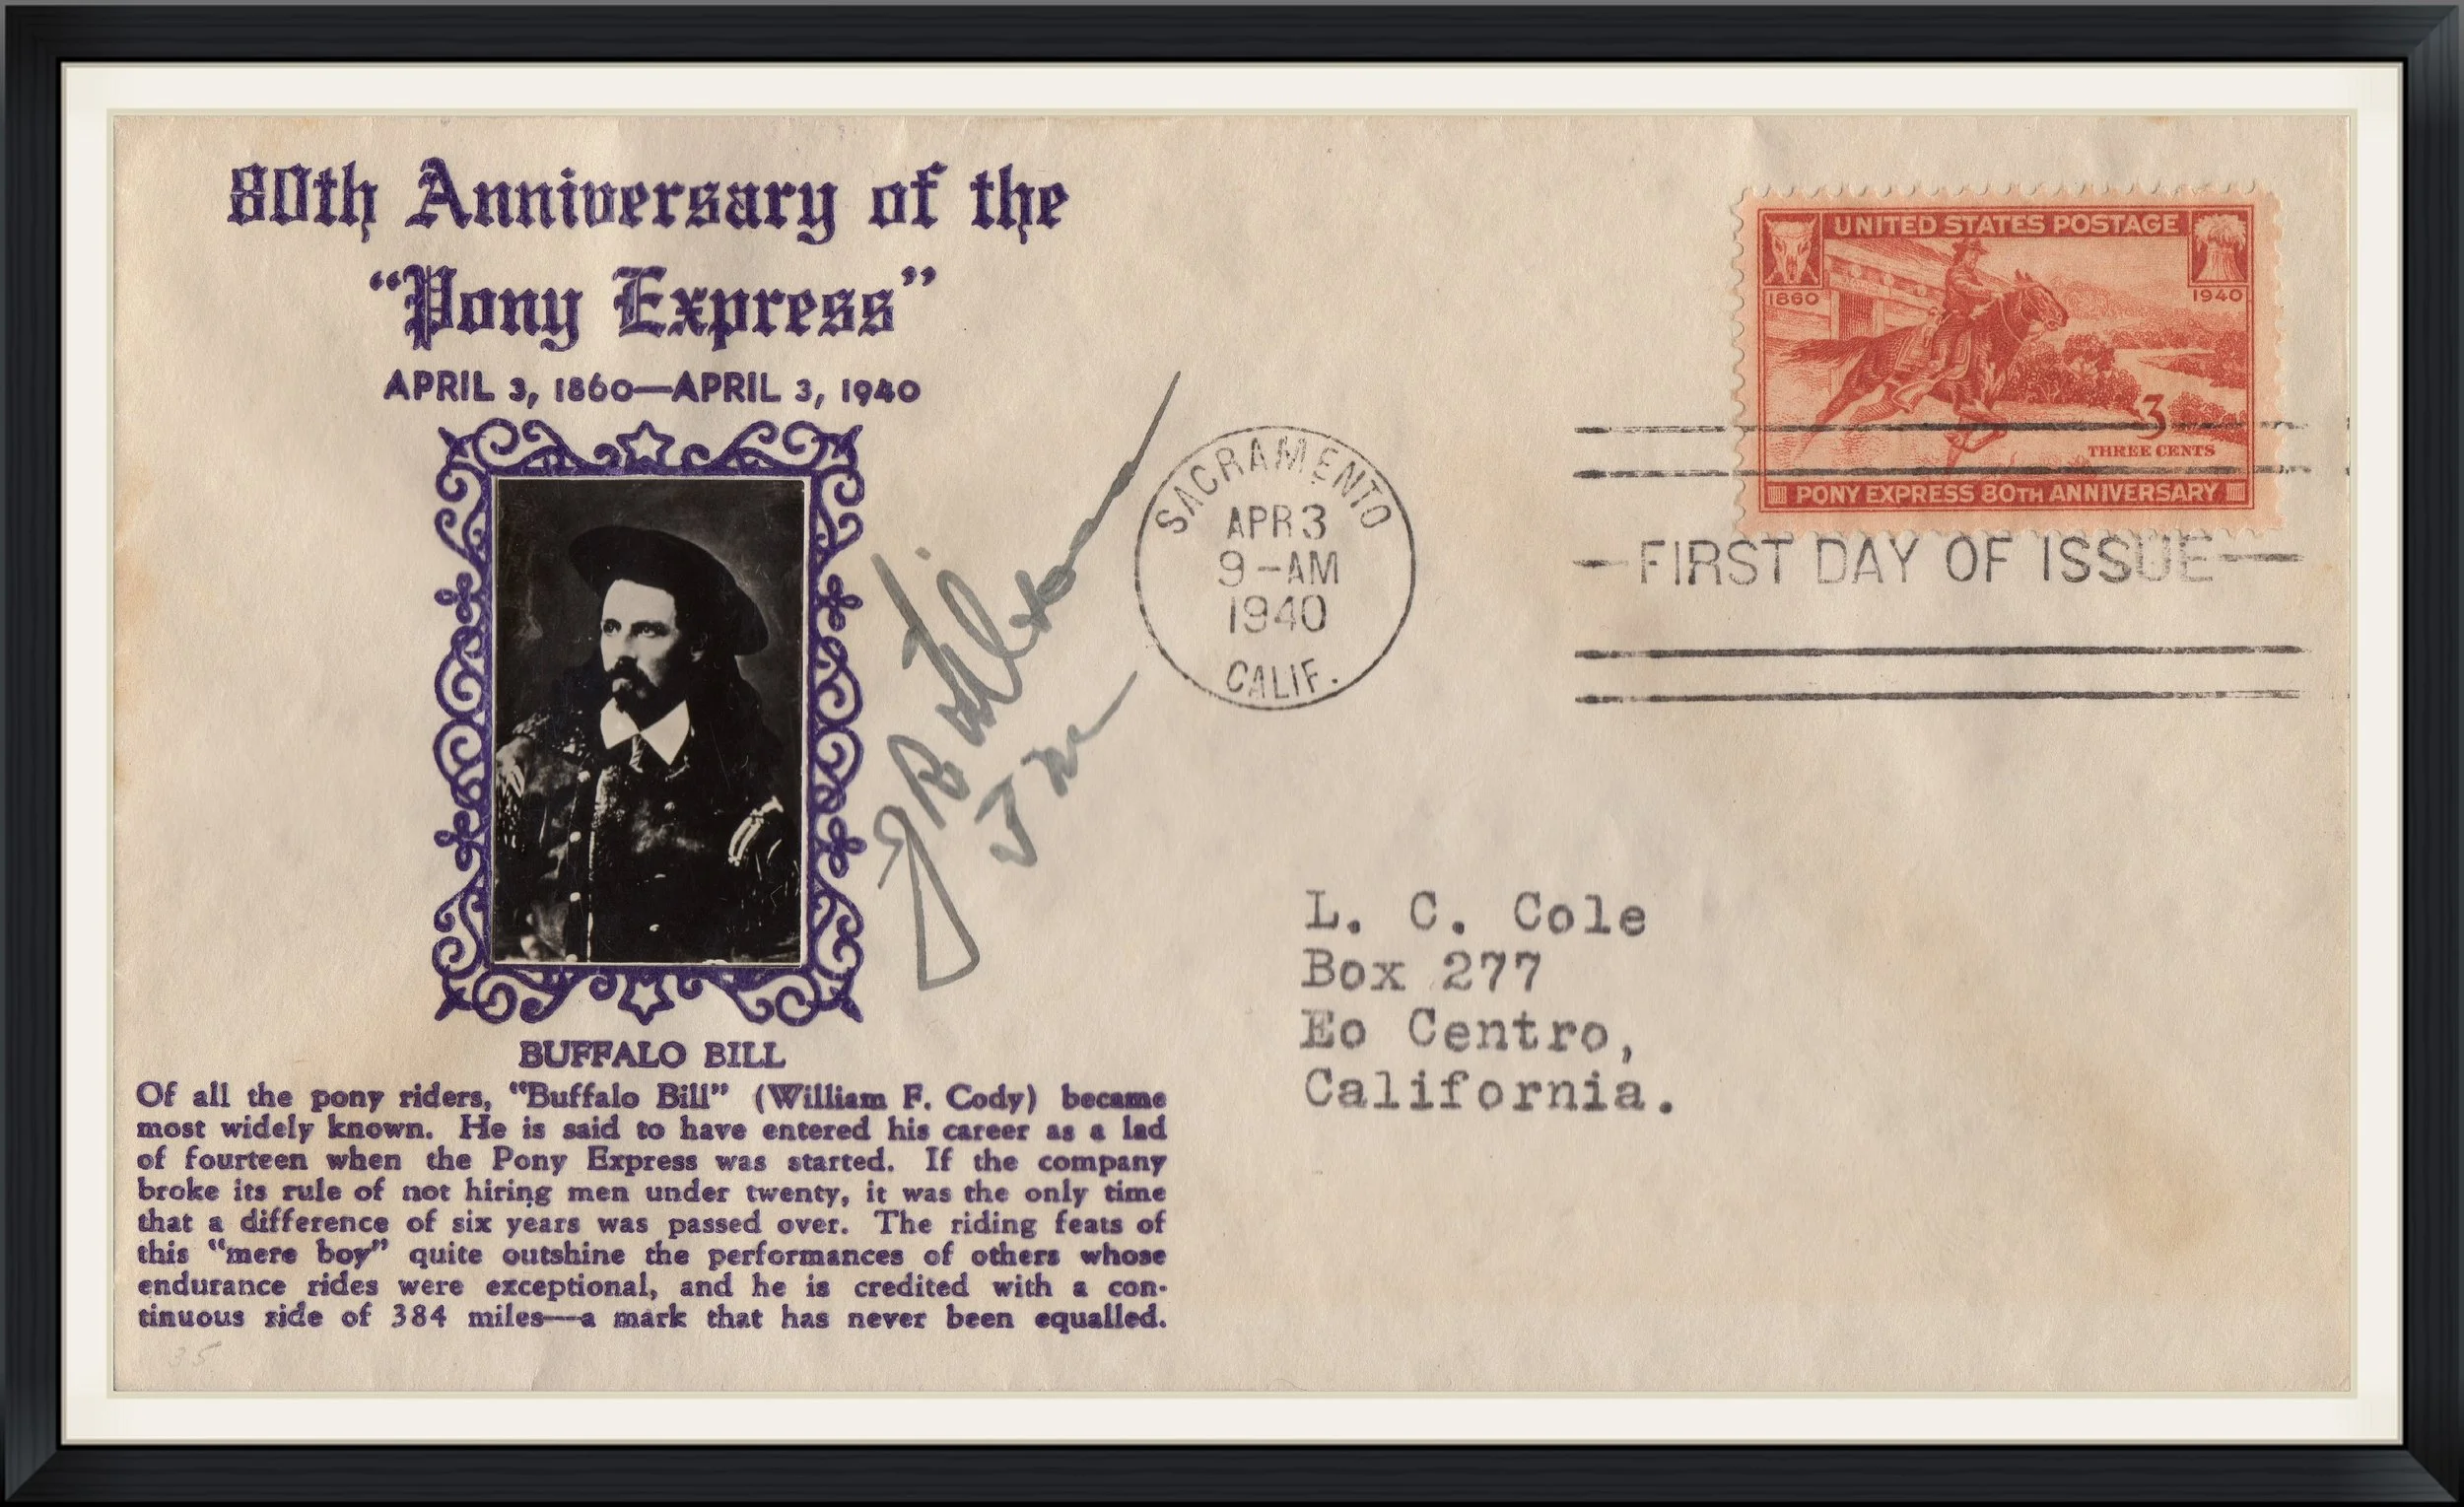 80th Anniversary of the
"Pony Express"
APRIL 3, 1860—APRIL 3, 1940
BUFFALO BILL
Of all the pony riders, "Buffalo Bill" (William F. Cody) became
most widely known. He is said to have entered his career as a lad
of fourteen when the Pony Express was started. If the company
broke its rule of not hiring men under twenty, it was the only time
that a difference of six years was passed over. The riding feats of
this "mere boy" quite outshine the performances of others whose
endurance rides were exceptional, and he is credited with a con-
tinuous ride of 384 miles—a mark that has never been equalled.
35
Jr
SACRAMENTO
APR 3
9-AM
1940
CALIF.
UNITED STATES POSTAGE
1860
1940
3
THREE CENTS
PONY EXPRESS 80TH ANNIVERSARY
FIRST DAY OF ISSUE
L. C. Cole
Box 277
Eo Centro,
California.